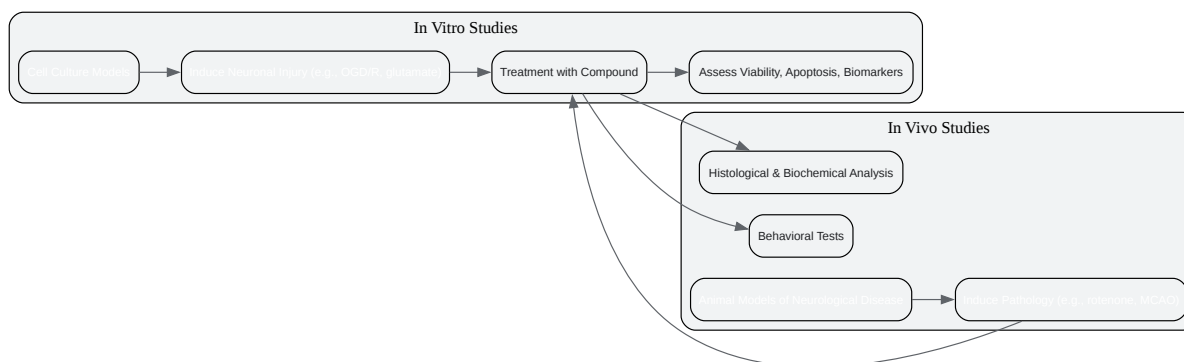 In Vitro Studies
Cell Culture Models
Induce Neuronal Injury (e.g., OGD/R, glutamate)
Treatment with Compound
Assess Viability, Apoptosis, Biomarkers
In Vivo Studies
Histological & Biochemical Analysis
Behavioral Tests
Animal Models of Neurological Disease
Induce Pathology (e.g., rotenone, MCAO)